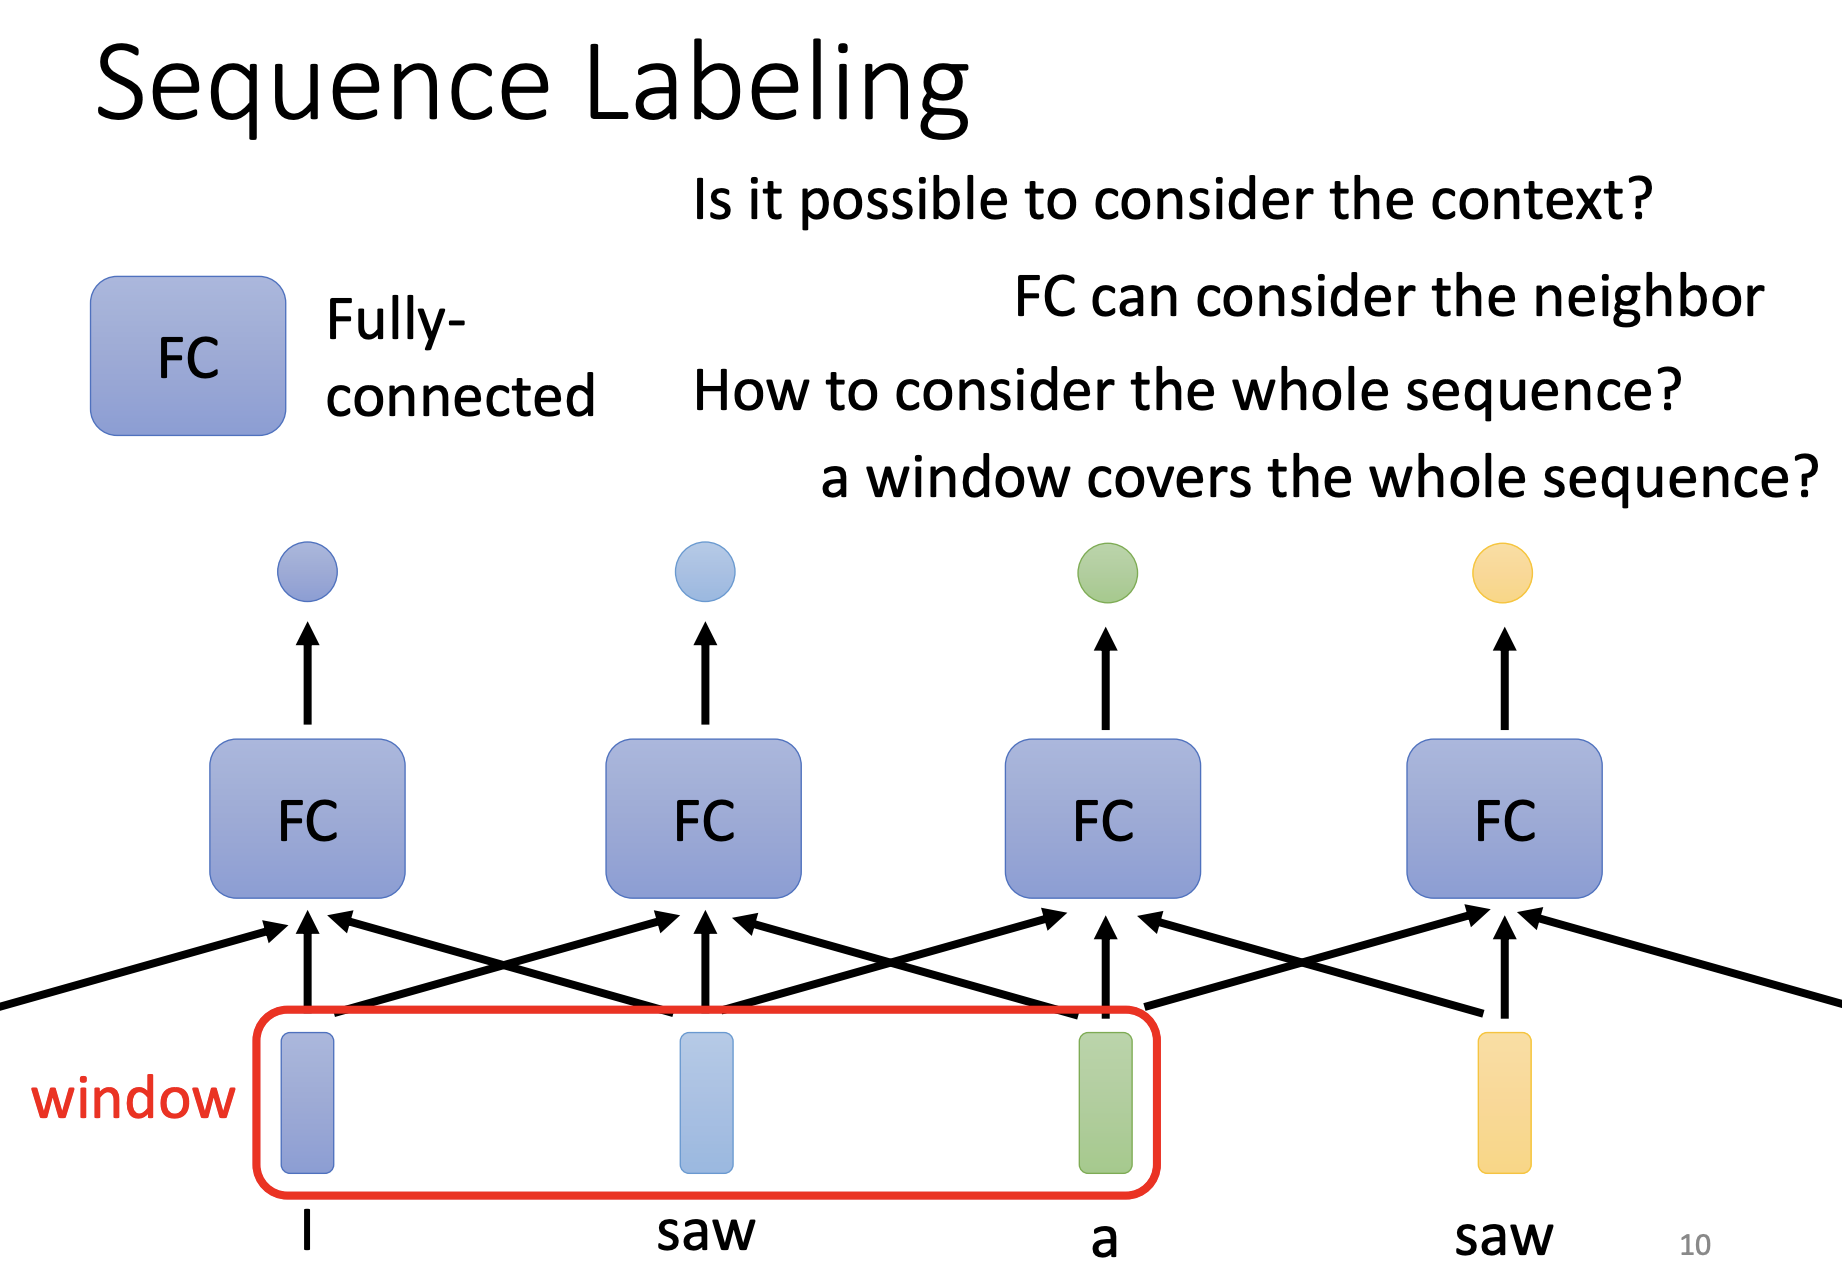 Sequence Labeling
Is it possible to consider the context?
FC can consider the neighbor
FC
Fully-
connected
How to consider the whole sequence?
a window covers the whole sequence?
FC
FC
FC
FC
window
I
saw
a
saw
10